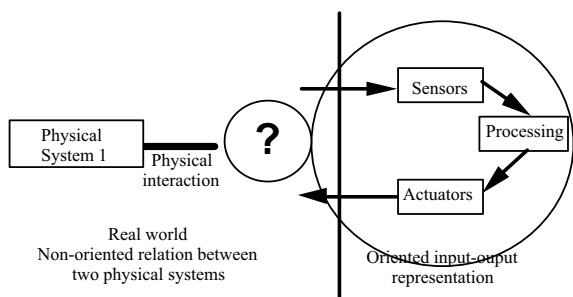 Physical
System 1
Physical
interaction
?
Sensors
Processing
Actuators
Real world
Non-oriented relation between
two physical systems
Oriented input-ouput
representation